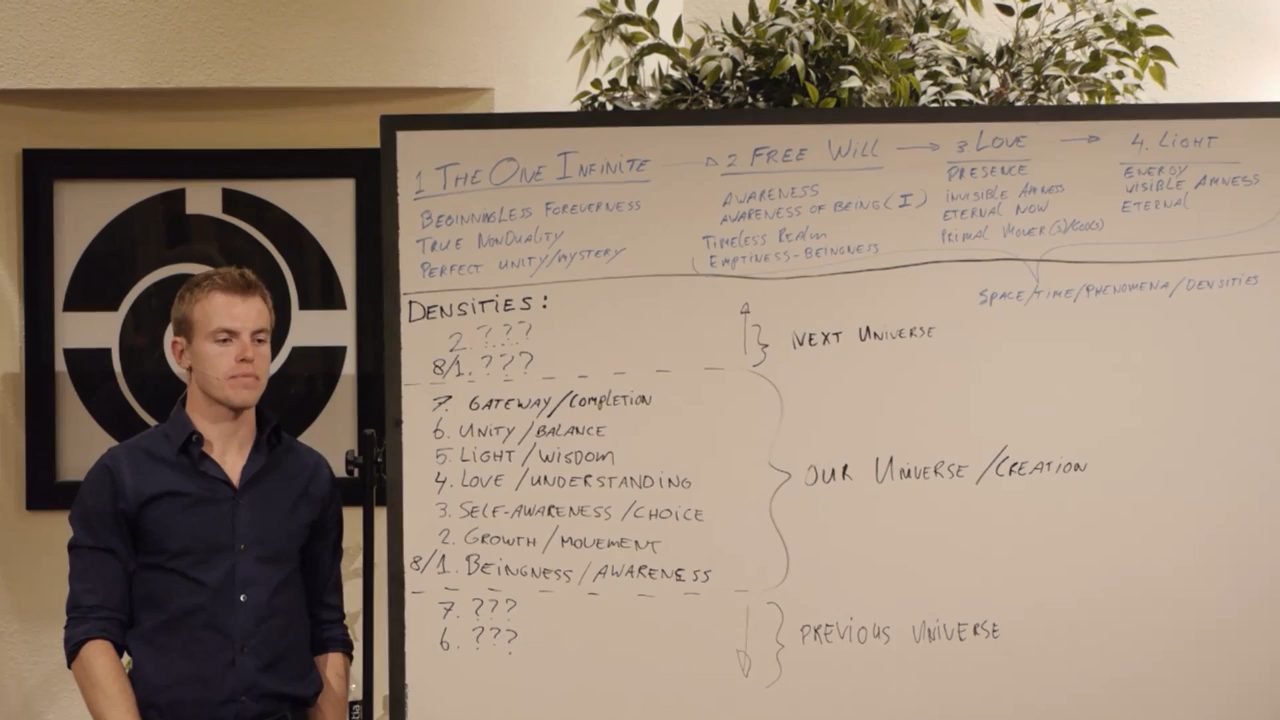 1 THE ONE INFINITE
BEGINNINGLESS FOREVERNESS
TRUE NONDUALITY
PERFECT UNITY/MYSTERY
2 FREE WILL
AWARENESS
AWARENESS OF BEING (I)
TIMELESS REALM
EMPTINESS-BEINGNESS
3 LOVE
PRESENCE
INVISIBLE AMNESS
ETERNAL NOW
PRIMAL MOVER(S)/GOD(S)
4. LIGHT
ENERGY
VISIBLE AMNESS
ETERNAL
SPACE/TIME/PHENOMENA/DENSITIES
DENSITIES:
2. ???
8/1. ???
NEXT UNIVERSE
7. GATEWAY/COMPLETION
6. UNITY/BALANCE
5. LIGHT/WISDOM
4. LOVE/UNDERSTANDING
3. SELF-AWARENESS/CHOICE
2. GROWTH/MOVEMENT
8/1. BEINGNESS/AWARENESS
OUR UNIVERSE/CREATION
7. ???
6. ???
PREVIOUS UNIVERSE